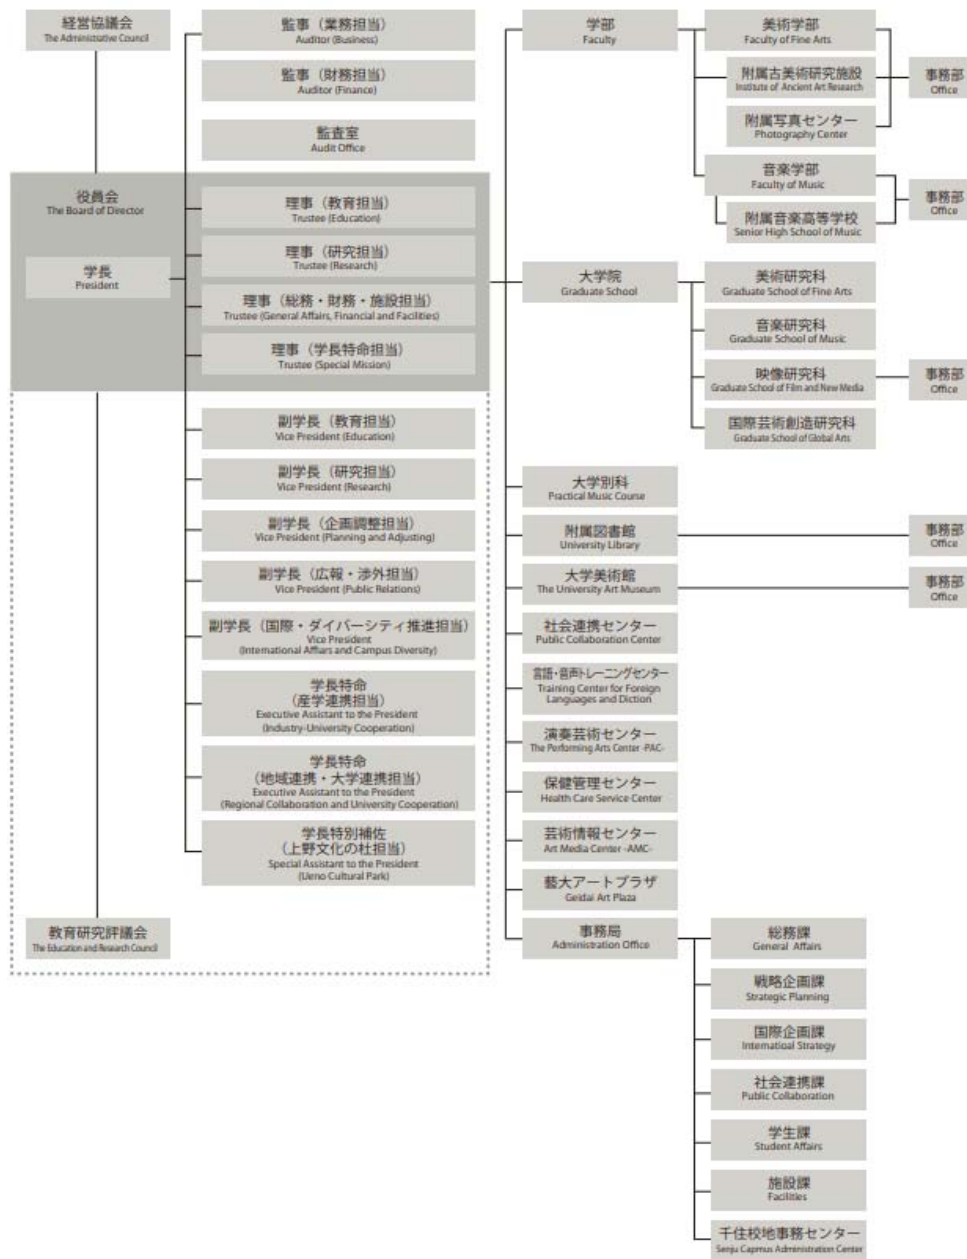 経営協議会
The Administrative Council
役員会
The Board of Director
学長
President
教育研究評議会
The Education and Research Council
監事（業務担当）
Auditor (Business)
監事（財務担当）
Auditor (Finance)
監査室
Audit Office
理事（教育担当）
Trustee (Education)
理事（研究担当）
Trustee (Research)
理事（総務・財務・施設担当）
Trustee (General Affairs, Financial and Facilities)
理事（学長特命担当）
Trustee (Special Mission)
副学長（教育担当）
Vice President (Education)
副学長（研究担当）
Vice President (Research)
副学長（企画調整担当）
Vice President (Planning and Adjusting)
副学長（広報・渉外担当）
Vice President (Public Relations)
副学長（国際・ダイバーシティ推進担当）
Vice President
(International Affiars and Campus Diversity)
学長特命
（産学連携担当）
Executive Assistant to the President
(Industry-University Cooperation)
学長特命
（地域連携・大学連携担当）
Executive Assistant to the President
(Regional Collaboration and University Cooperation)
学長特別補佐
（上野文化の杜担当）
Special Assistant to the President
(Ueno Cultural Park)
学部
Faculty
美術学部
Faculty of Fine Arts
附属古美術研究施設
Institute of Ancient Art Research
附属写真センター
Photography Center
事務部
Office
音楽学部
Faculty of Music
附属音楽高等学校
Senior High School of Music
事務部
Office
大学院
Graduate School
美術研究科
Graduate School of Fine Arts
音楽研究科
Graduate School of Music
映像研究科
Graduate School of Film and New Media
事務部
Office
国際芸術創造研究科
Graduate School of Global Arts
大学別科
Practical Music Course
附属図書館
University Library
事務部
Office
大学美術館
The University Art Museum
事務部
Office
社会連携センター
Public Collaboration Center
言語・音声トレーニングセンター
Training Center for Foreign
Languages and Diction
演奏芸術センター
The Performing Arts Center -PAC-
保健管理センター
Health Care Service Center
芸術情報センター
Art Media Center -AMC-
藝大アートプラザ
Geidai Art Plaza
事務局
Administration Office
総務課
General Affairs
戦略企画課
Strategic Planning
国際企画課
Internatioal Strategy
社会連携課
Public Collaboration
学生課
Student Affairs
施設課
Facilities
千住校地事務センター
Senju Capmus Administration Center